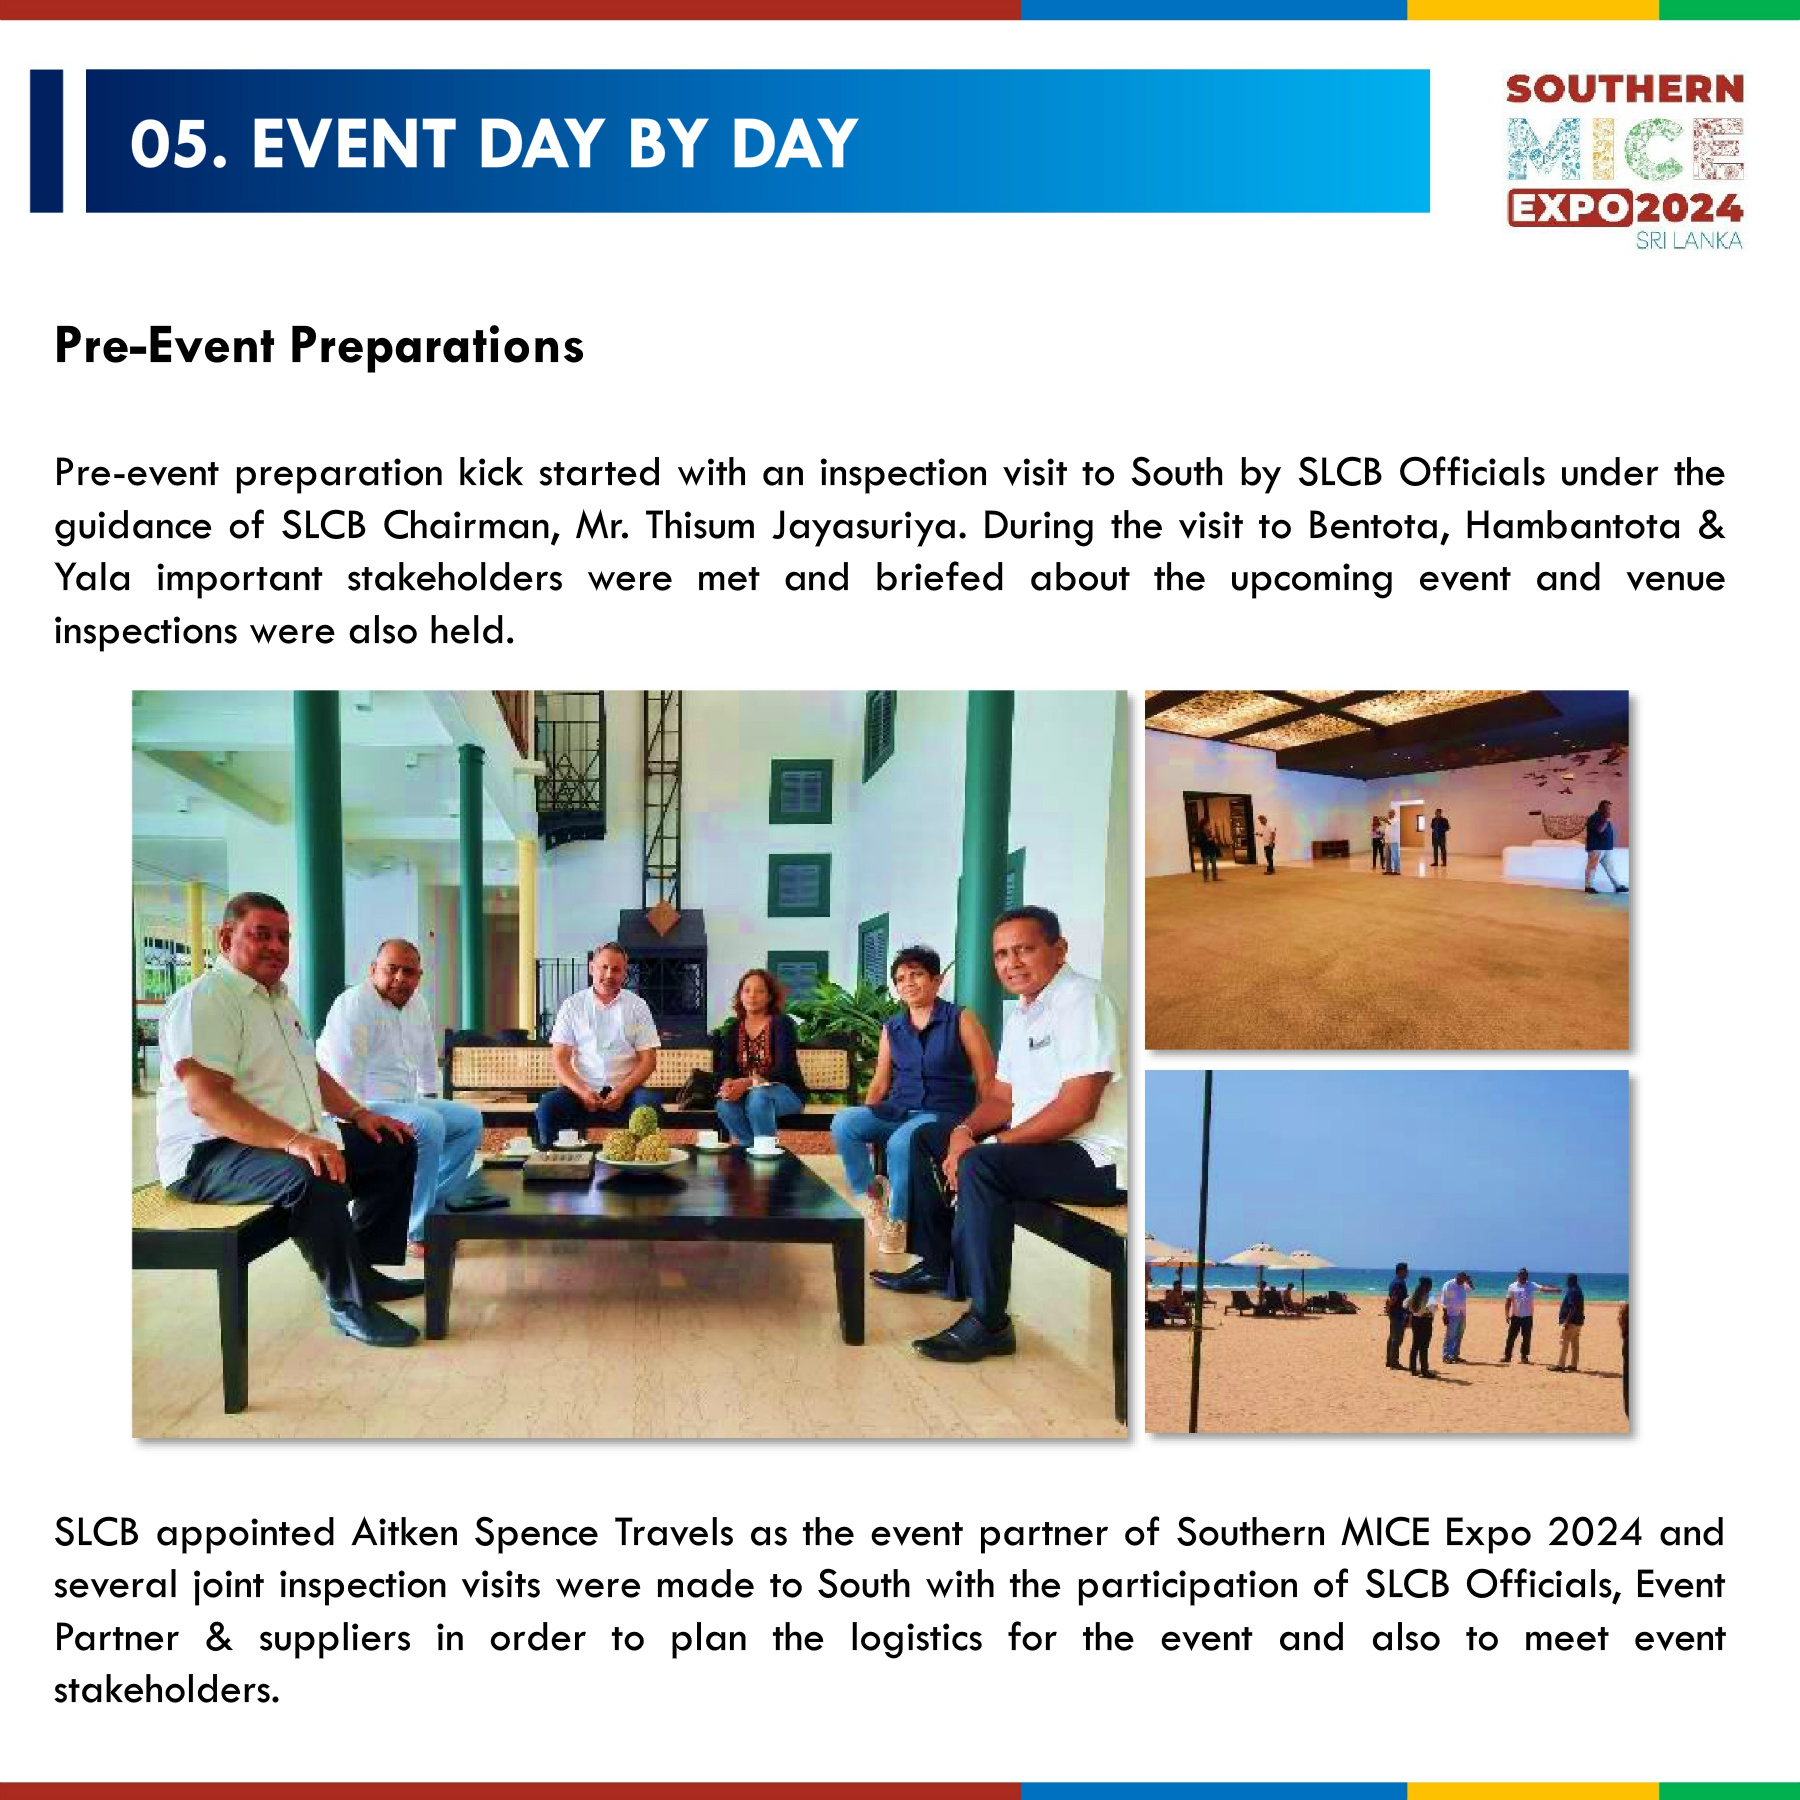 05. EVENT DAY BY DAY
SOUTHERN
MICE
EXPO 2024
SRI LANKA
Pre-Event Preparations
Pre-event preparation kick started with an inspection visit to South by SLCB Officials under the
guidance of SLCB Chairman, Mr. Thisum Jayasuriya. During the visit to Bentota, Hambantota &
Yala important stakeholders were met and briefed about the upcoming event and venue
inspections were also held.
SLCB appointed Aitken Spence Travels as the event partner of Southern MICE Expo 2024 and
several joint inspection visits were made to South with the participation of SLCB Officials, Event
Partner & suppliers in order to plan the logistics for the event and also to meet event
stakeholders.